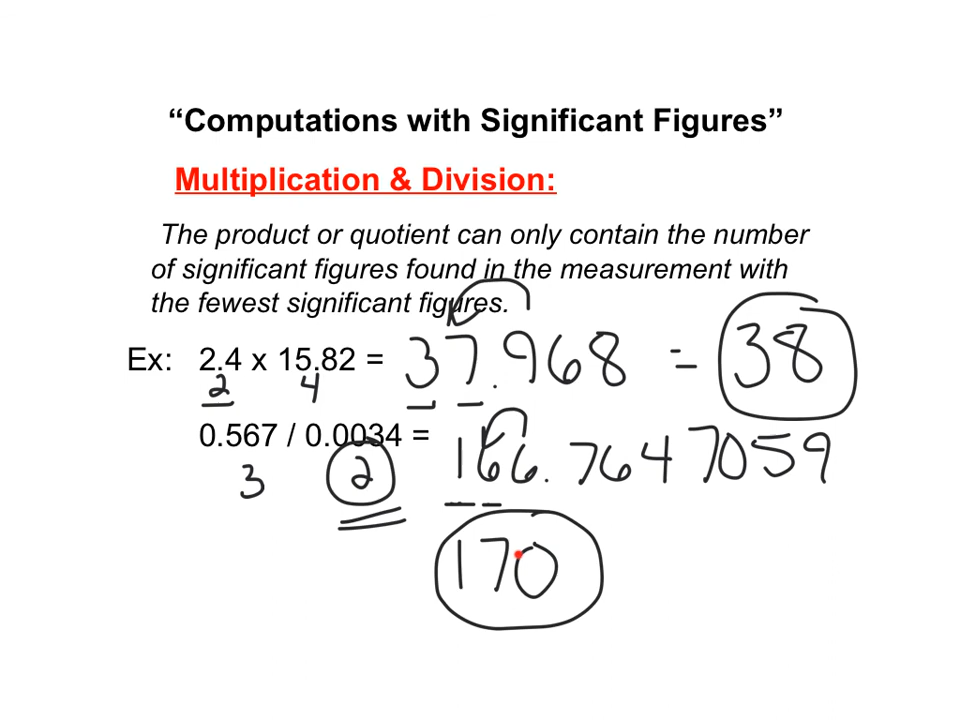 “Computations with Significant Figures”
Multiplication & Division:
The product or quotient can only contain the number
of significant figures found in the measurement with
the fewest significant figures.
Ex: 2.4 x 15.82 = 37.968 = 38
2 4
0.567 / 0.0034 = 166.7647059
3 2
170